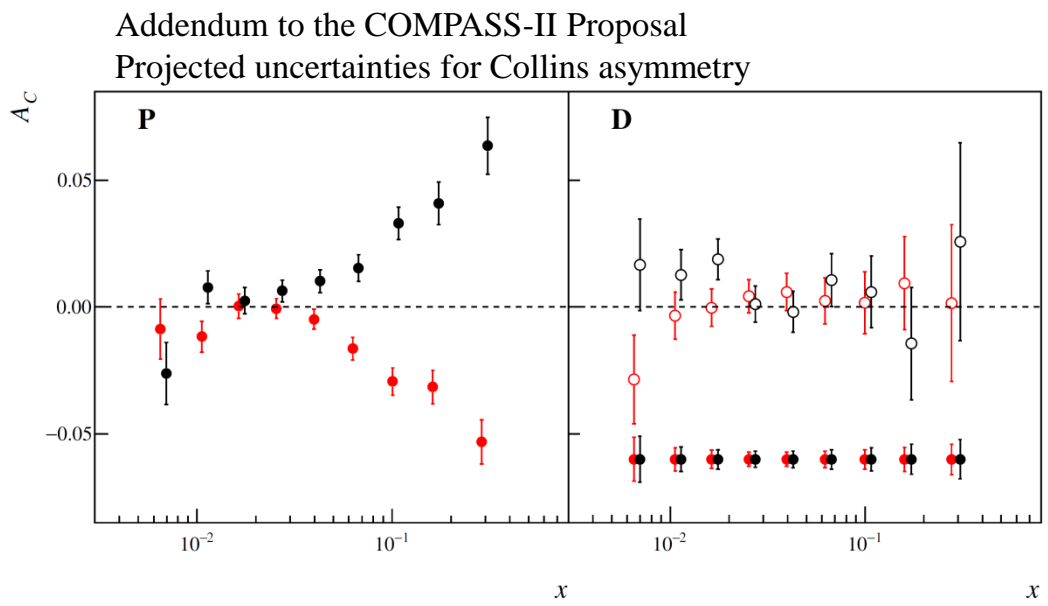 Addendum to the COMPASS-II Proposal
Projected uncertainties for Collins asymmetry
A_C
P
D
0.05
0.00
−0.05
10^−2
10^−1
10^−2
10^−1
x
x